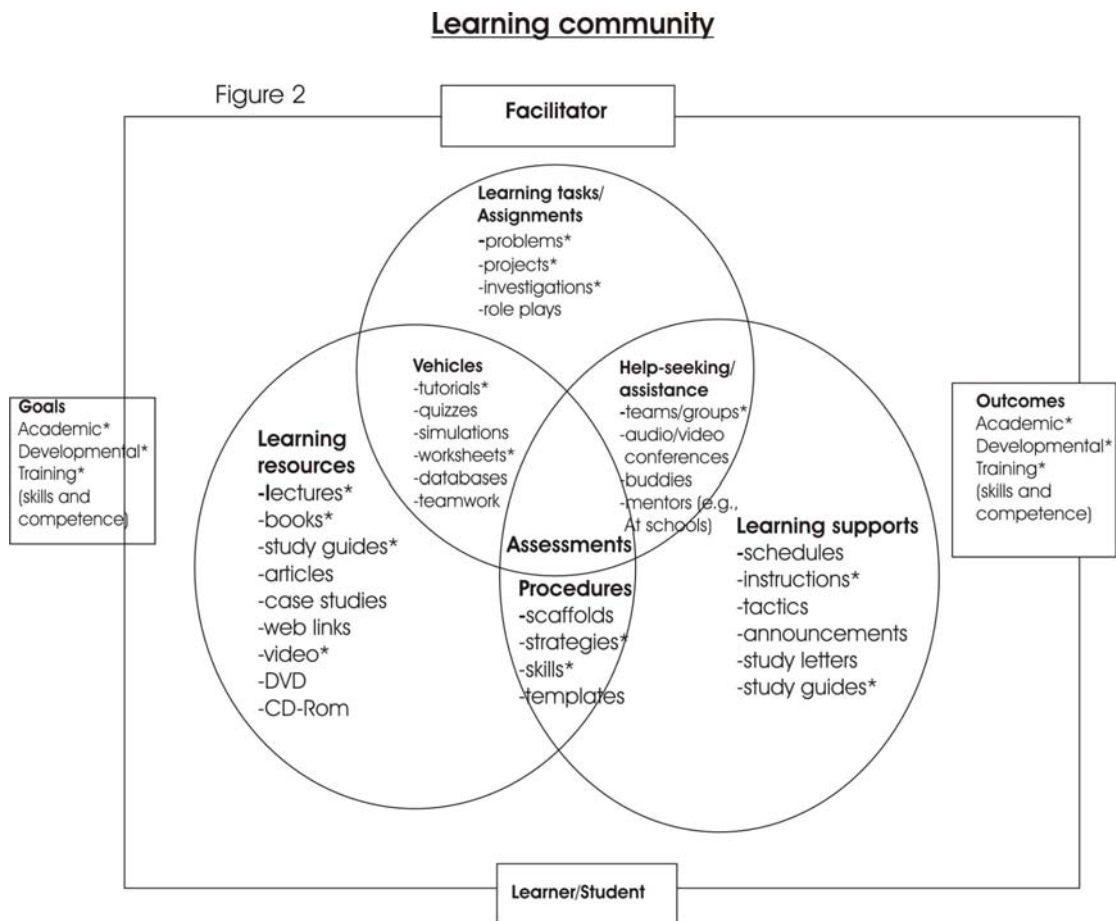 Learning community
Figure 2
Facilitator
Learning tasks/
Assignments
-problems*
-projects*
-investigations*
-role plays
Vehicles
-tutorials*
-quizzes
-simulations
-worksheets*
-databases
-teamwork
Help-seeking/
assistance
-teams/groups*
-audio/video
conferences
-buddies
-mentors (e.g.,
At schools)
Goals
Academic*
Developmental*
Training*
(skills and
competence)
Learning
resources
-lectures*
-books*
-study guides*
-articles
-case studies
-web links
-video*
-DVD
-CD-Rom
Assessments
Procedures
-scaffolds
-strategies*
-skills*
-templates
Learning supports
-schedules
-instructions*
-tactics
-announcements
-study letters
-study guides*
Outcomes
Academic*
Developmental*
Training*
(skills and
competence)
Learner/Student